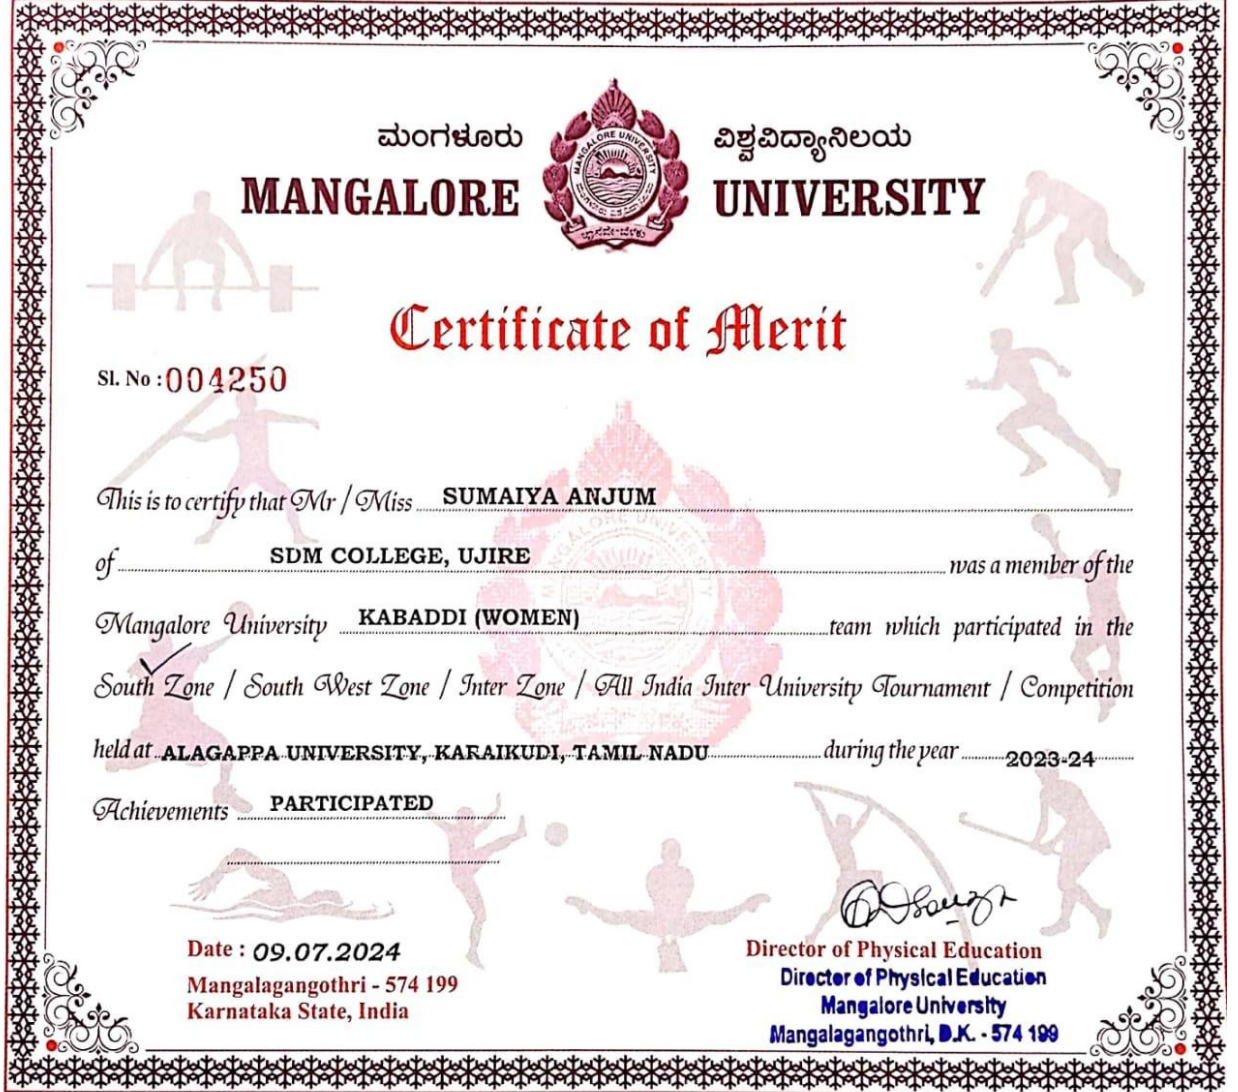 ಮಂಗಳೂರು ವಿಶ್ವವಿದ್ಯಾನಿಲಯ
MANGALORE UNIVERSITY
MANGALORE UNIVERSITY
Certificate of Merit
Sl. No : 004250
This is to certify that Mr / Miss SUMAIYA ANJUM
of SDM COLLEGE, UJIRE was a member of the
Mangalore University KABADDI (WOMEN) team which participated in the
South Zone / South West Zone / Inter Zone / All India Inter University Tournament / Competition
held at ALAGAPPA UNIVERSITY, KARAIKUDI, TAMIL NADU during the year 2023-24
Achievements PARTICIPATED
Date : 09.07.2024
Mangalagangothri - 574 199
Karnataka State, India
Director of Physical Education
Director of Physical Education
Mangalore University
Mangalagangothri, D.K. - 574 199